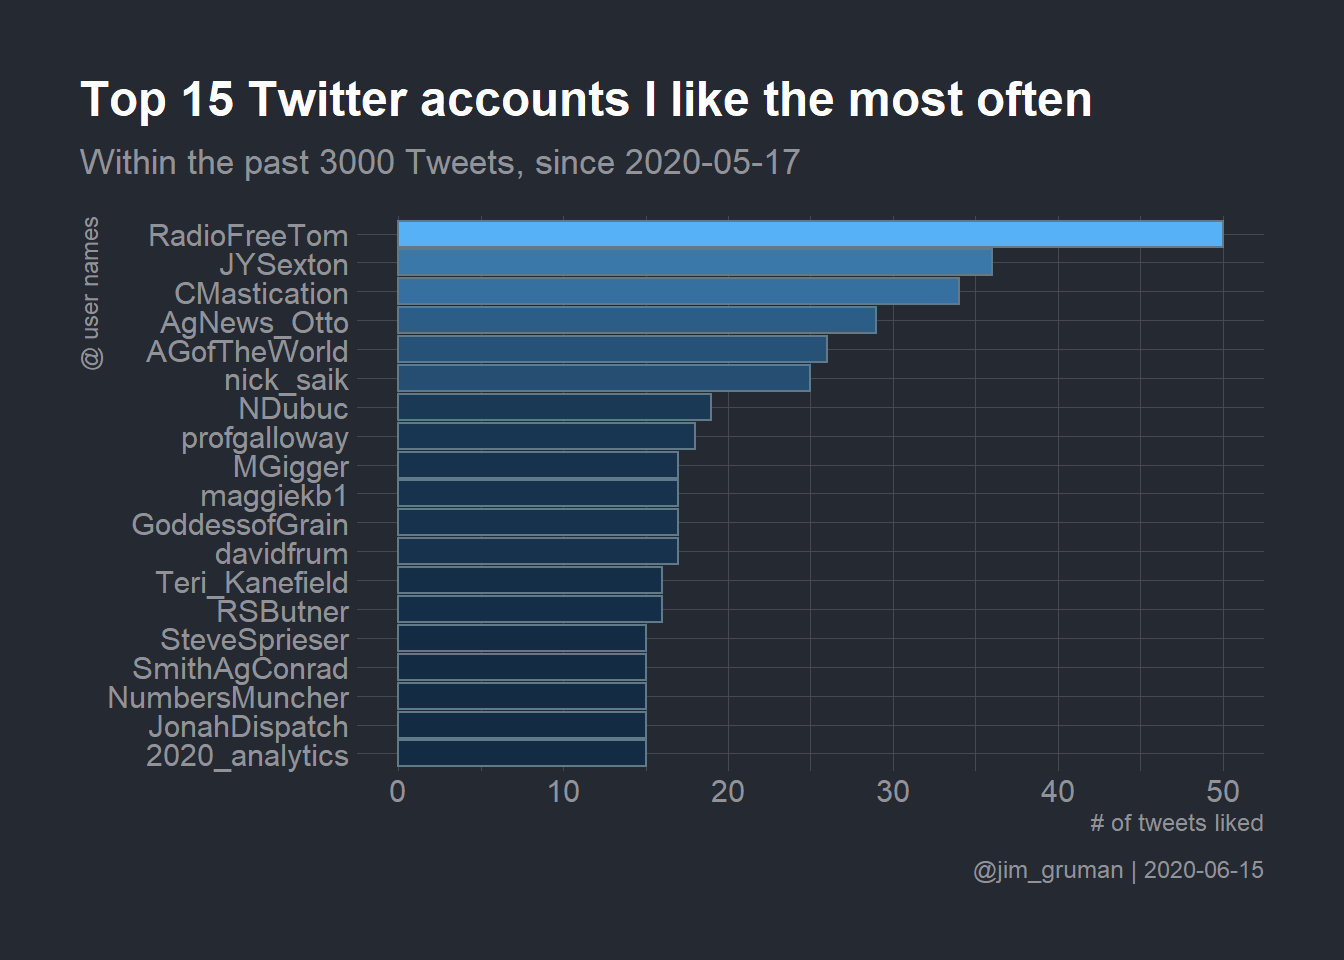 Top 15 Twitter accounts I like the most often
Within the past 3000 Tweets, since 2020-05-17
@ user names
RadioFreeTom
JYSexton
CMastication
AgNews_Otto
AGofTheWorld
nick_saik
NDubuc
profgalloway
MGigger
maggiekb1
GoddessofGrain
davidfrum
Teri_Kanefield
RSButner
SteveSprieser
SmithAgConrad
NumbersMuncher
JonahDispatch
2020_analytics
0 10 20 30 40 50
# of tweets liked
@jim_gruman | 2020-06-15